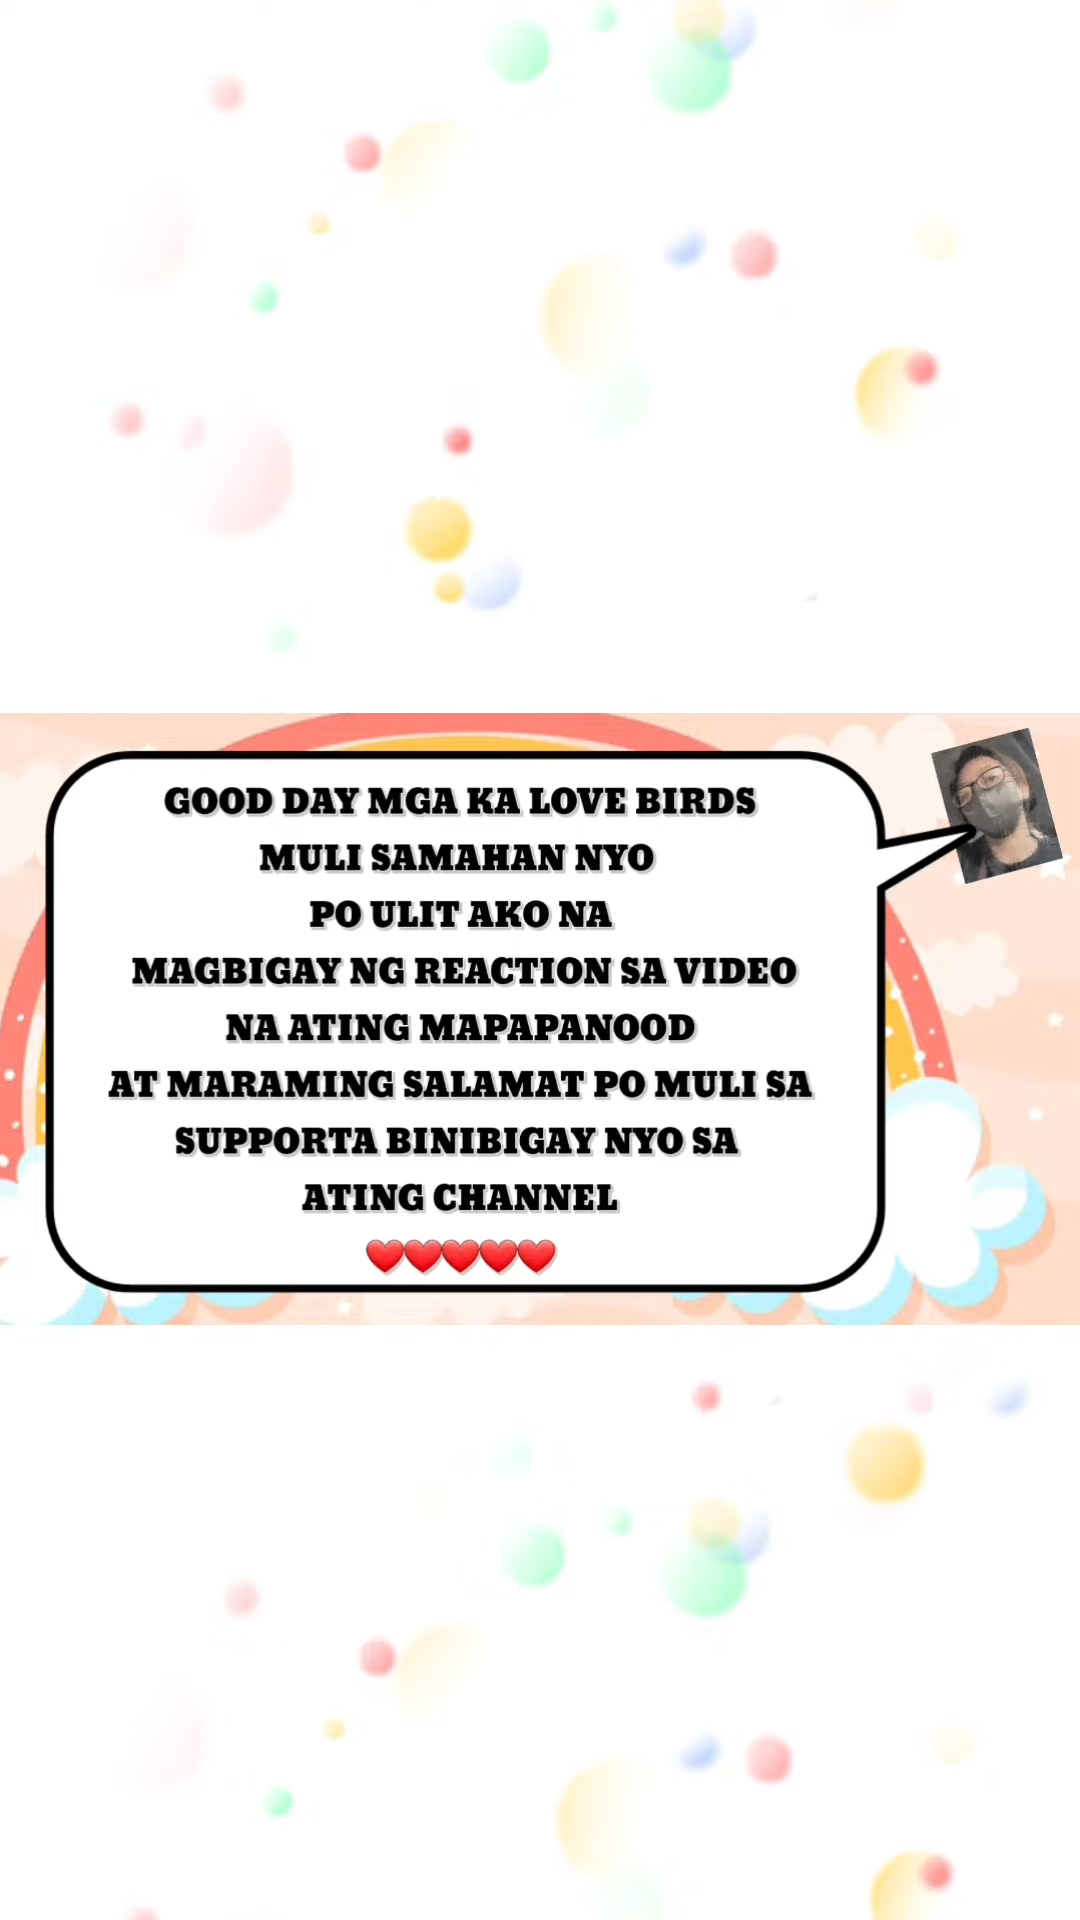 GOOD DAY MGA KA LOVE BIRDS
MULI SAMAHAN NYO
PO ULIT AKO NA
MAGBIGAY NG REACTION SA VIDEO
NA ATING MAPAPANOOD
AT MARAMING SALAMAT PO MULI SA
SUPPORTA BINIBIGAY NYO SA
ATING CHANNEL
❤️❤️❤️❤️❤️